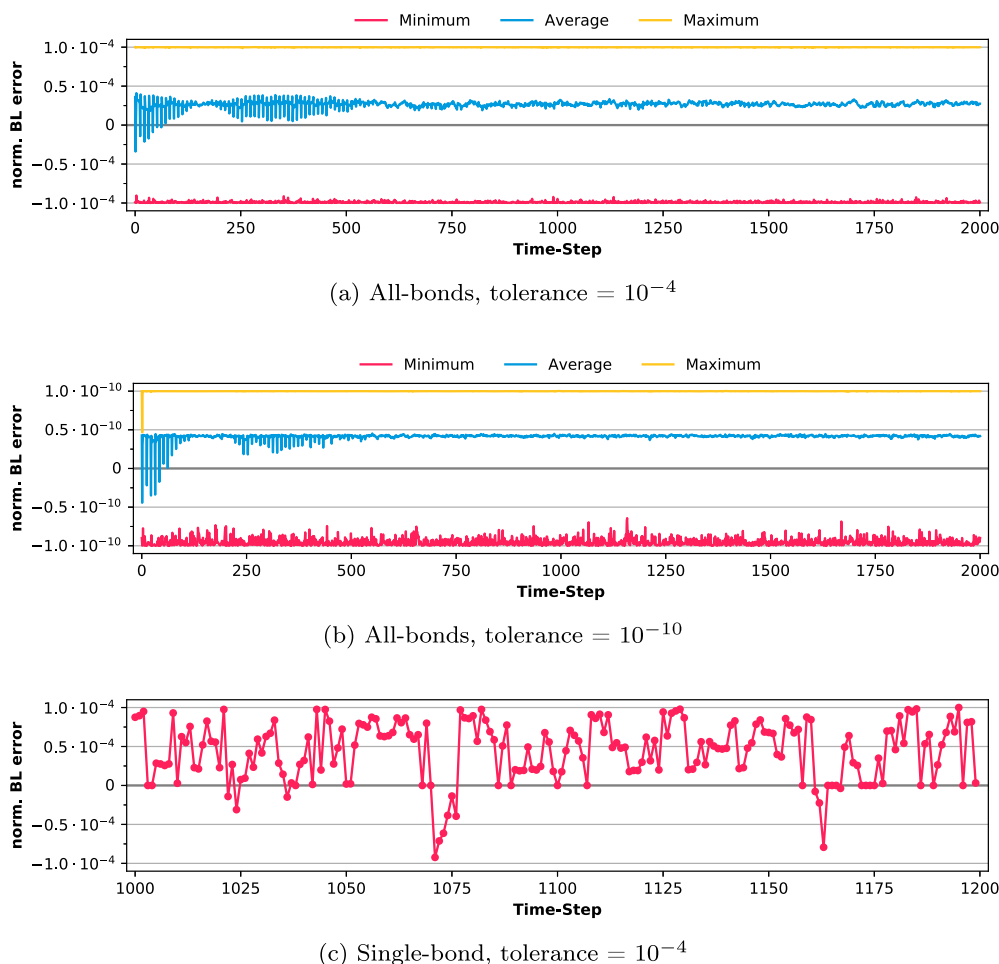 Minimum Average Maximum
norm. BL error
1.0 · 10⁻⁴
0.5 · 10⁻⁴
0
−0.5 · 10⁻⁴
−1.0 · 10⁻⁴
0 250 500 750 1000 1250 1500 1750 2000
Time-Step
(a) All-bonds, tolerance = 10⁻⁴
Minimum Average Maximum
norm. BL error
1.0 · 10⁻¹⁰
0.5 · 10⁻¹⁰
0
−0.5 · 10⁻¹⁰
−1.0 · 10⁻¹⁰
0 250 500 750 1000 1250 1500 1750 2000
Time-Step
(b) All-bonds, tolerance = 10⁻¹⁰
norm. BL error
1.0 · 10⁻⁴
0.5 · 10⁻⁴
0
−0.5 · 10⁻⁴
−1.0 · 10⁻⁴
1000 1025 1050 1075 1100 1125 1150 1175 1200
Time-Step
(c) Single-bond, tolerance = 10⁻⁴